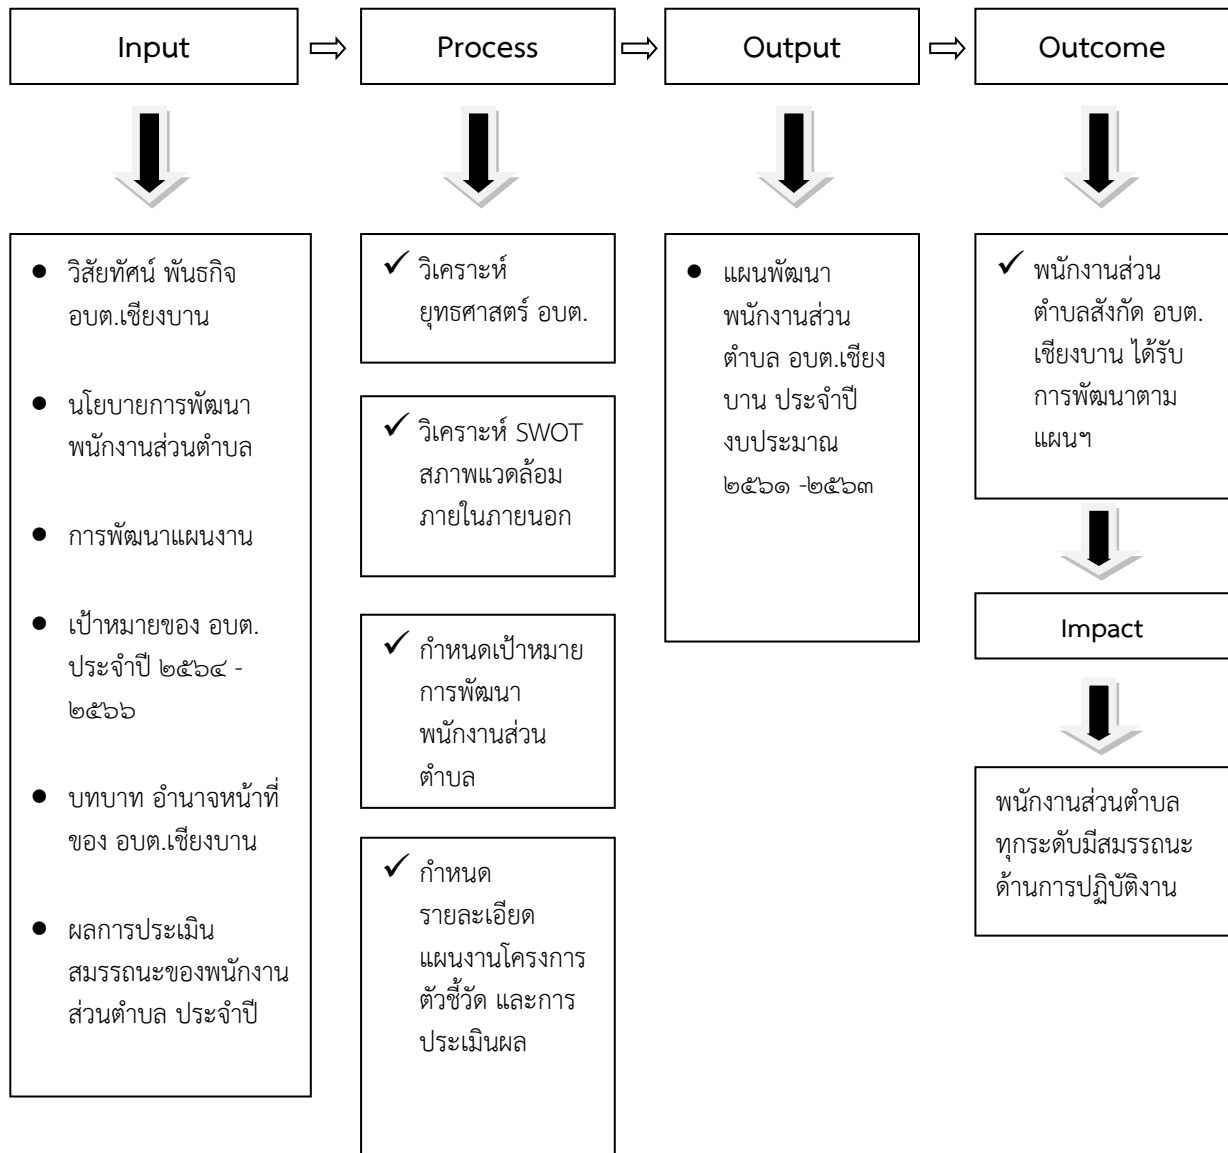 Input
Process
Output
Outcome
วิสัยทัศน์ พันธกิจ
อบต.เชียงบาน
นโยบายการพัฒนา
พนักงานส่วนตำบล
การพัฒนาแผนงาน
เป้าหมายของ อบต.
ประจำปี ๒๕๖๔ -
๒๕๖๖
บทบาท อำนาจหน้าที่
ของ อบต.เชียงบาน
ผลการประเมิน
สมรรถนะของพนักงาน
ส่วนตำบล ประจำปี
วิเคราะห์
ยุทธศาสตร์ อบต.
วิเคราะห์ SWOT
สภาพแวดล้อม
ภายในภายนอก
กำหนดเป้าหมาย
การพัฒนา
พนักงานส่วน
ตำบล
กำหนด
รายละเอียด
แผนงานโครงการ
ตัวชี้วัด และการ
ประเมินผล
แผนพัฒนา
พนักงานส่วน
ตำบล อบต.เชียง
บาน ประจำปี
งบประมาณ
๒๕๖๑ -๒๕๖๓
พนักงานส่วน
ตำบลสังกัด อบต.
เชียงบาน ได้รับ
การพัฒนาตาม
แผนฯ
Impact
พนักงานส่วนตำบล
ทุกระดับมีสมรรถนะ
ด้านการปฏิบัติงาน